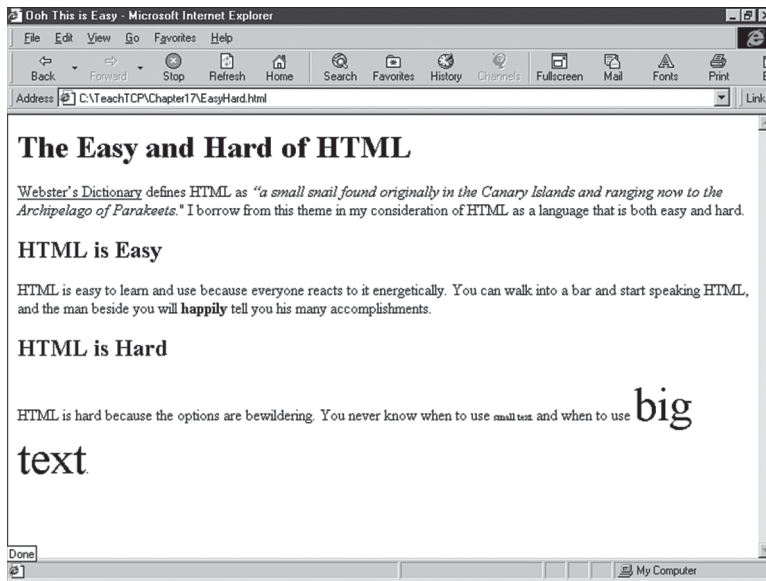 Ooh This is Easy - Microsoft Internet Explorer
File Edit View Go Favorites Help
Back Forward Stop Refresh Home Search Favorites History Channels Fullscreen Mail Fonts Print
Address C:\TeachTCP\Chapter17\EasyHard.html Link
The Easy and Hard of HTML
Webster's Dictionary defines HTML as “a small snail found originally in the Canary Islands and ranging now to the
Archipelago of Parakeets." I borrow from this theme in my consideration of HTML as a language that is both easy and hard.
HTML is Easy
HTML is easy to learn and use because everyone reacts to it energetically. You can walk into a bar and start speaking HTML,
and the man beside you will happily tell you his many accomplishments.
HTML is Hard
HTML is hard because the options are bewildering. You never know when to use small text and when to use big
text.
Done
My Computer